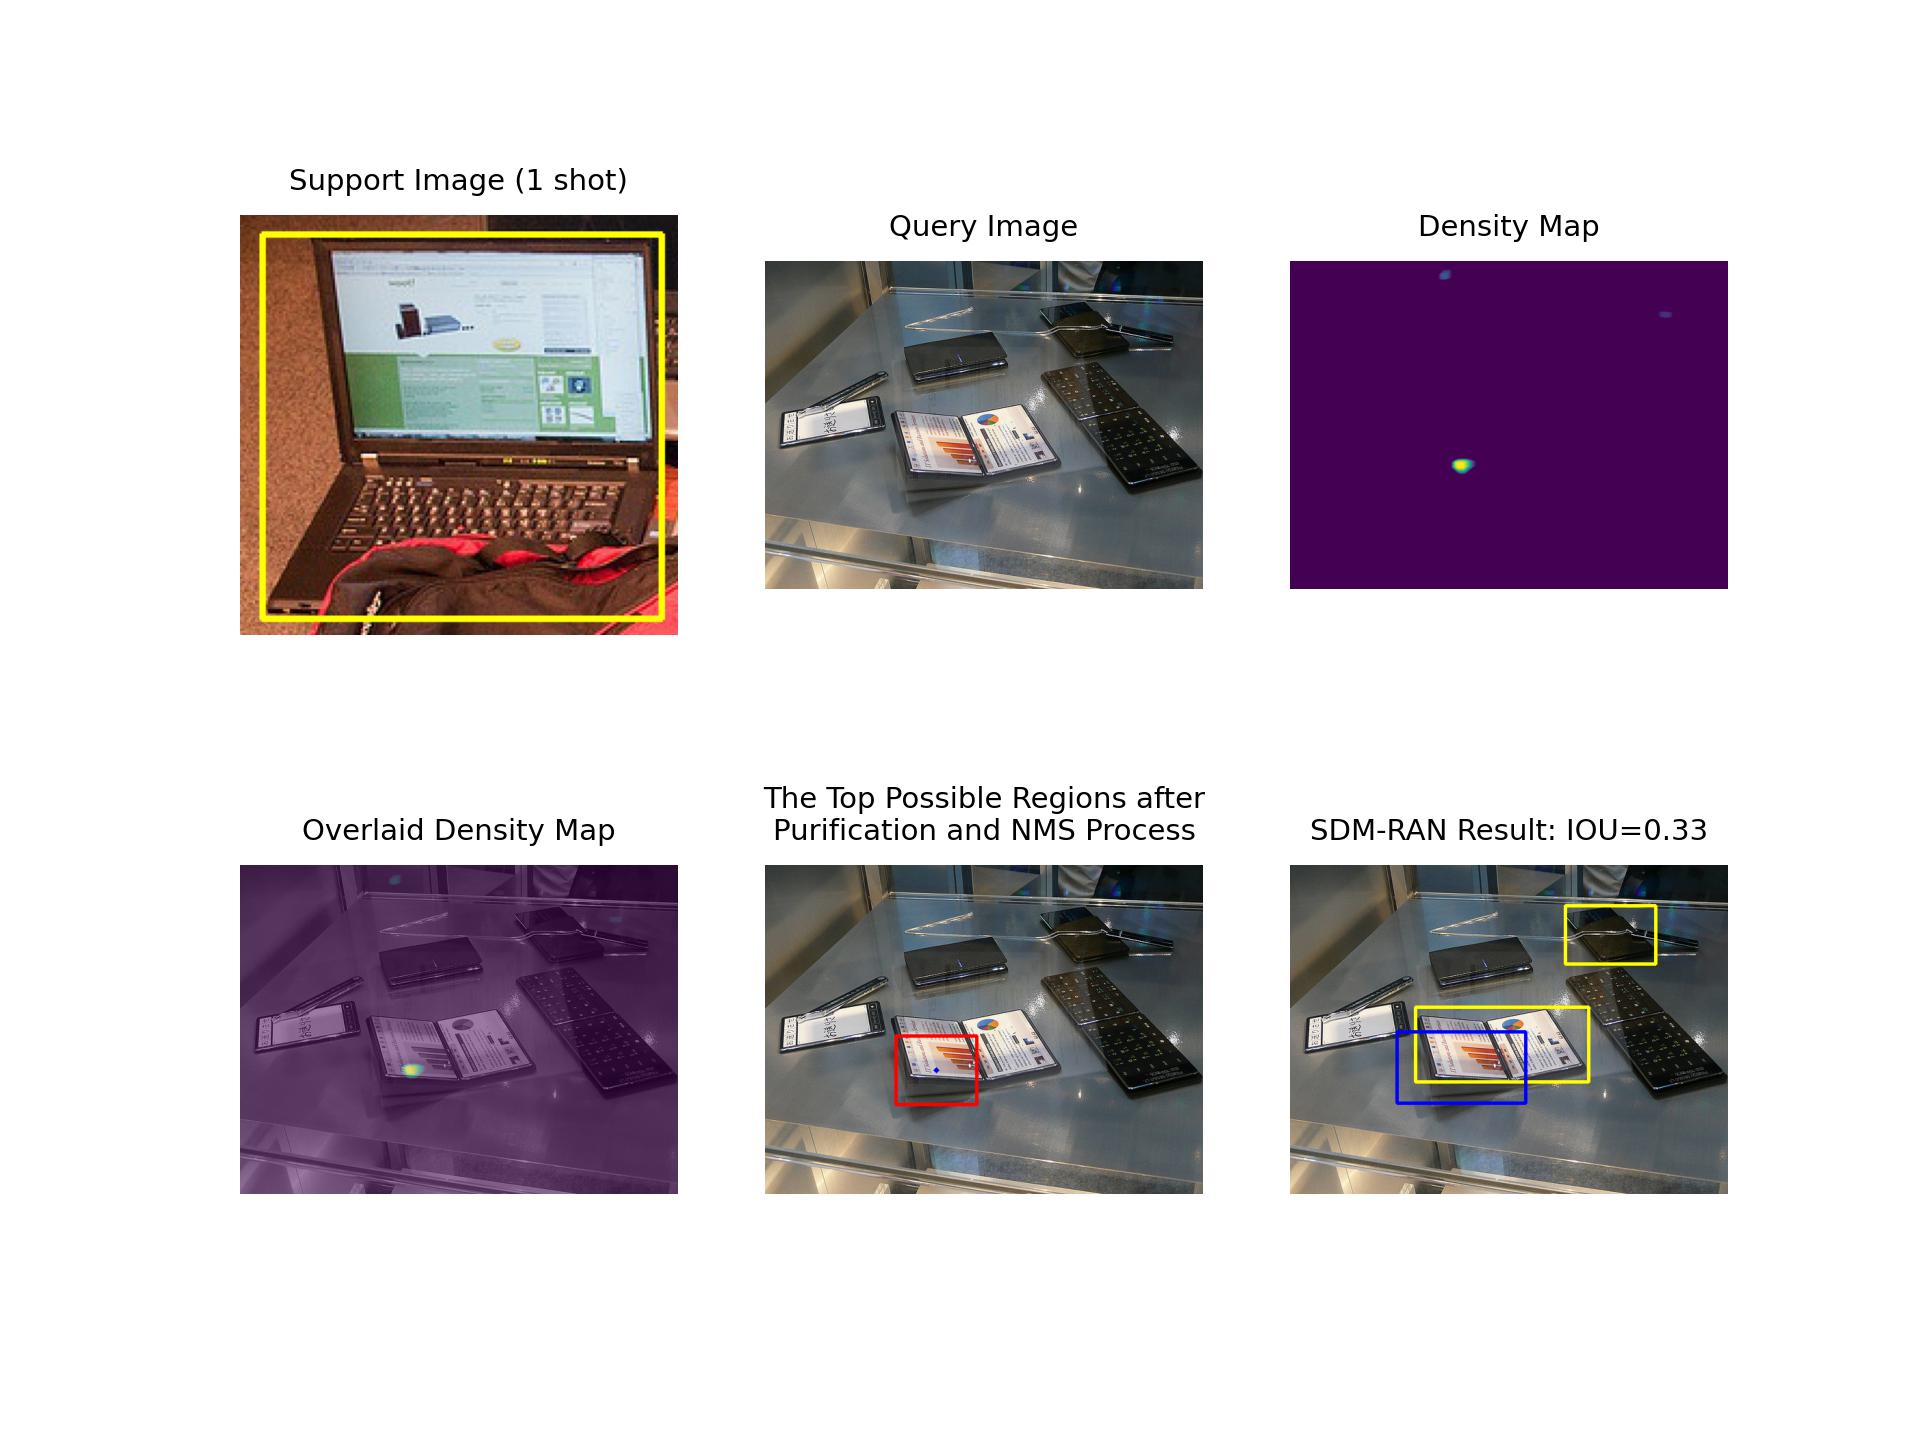 Support Image (1 shot)
Query Image
Density Map
Overlaid Density Map
The Top Possible Regions after
Purification and NMS Process
SDM-RAN Result: IOU=0.33
woot!